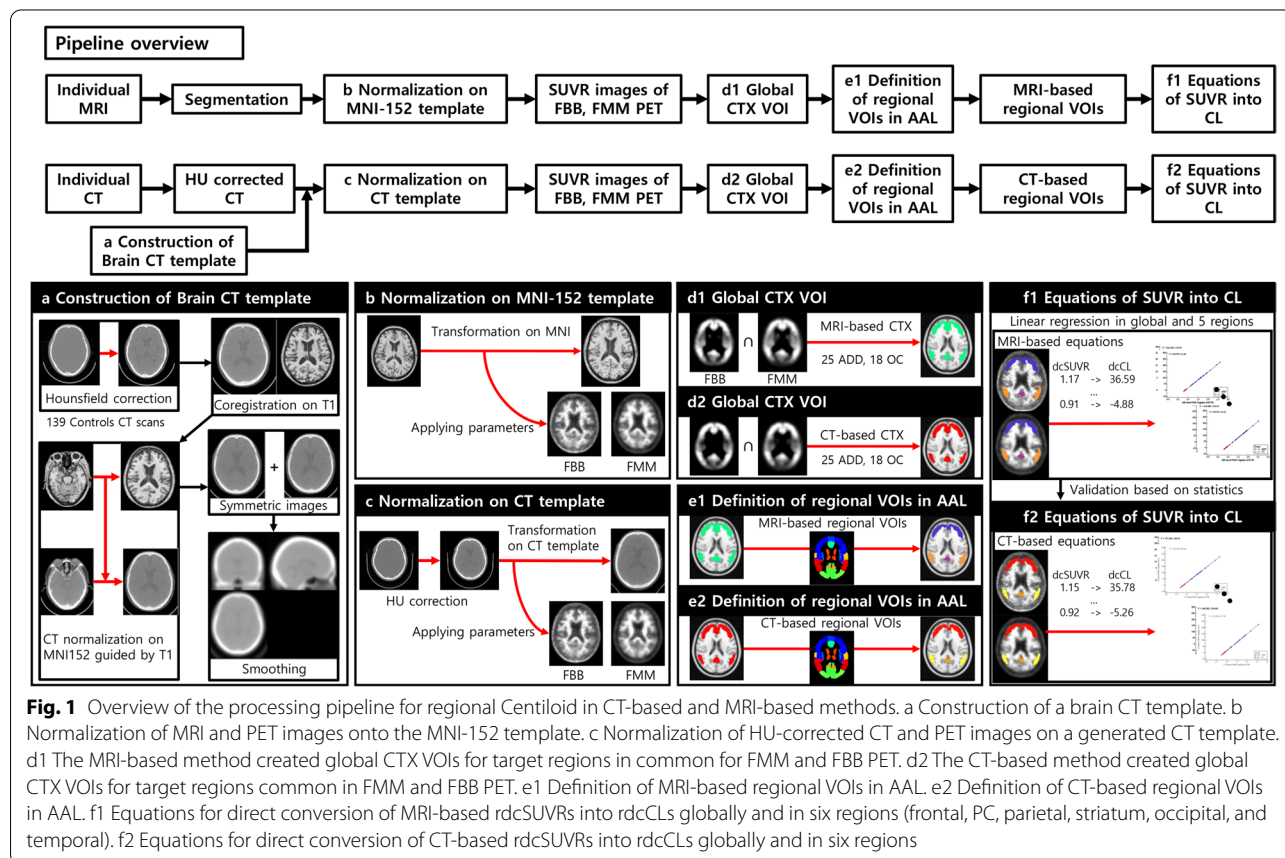 Pipeline overview
Individual MRI
Segmentation
b Normalization on MNI-152 template
SUVR images of FBB, FMM PET
d1 Global CTX VOI
e1 Definition of regional VOIs in AAL
MRI-based regional VOIs
f1 Equations of SUVR into CL
Individual CT
HU corrected CT
c Normalization on CT template
SUVR images of FBB, FMM PET
d2 Global CTX VOI
e2 Definition of regional VOIs in AAL
CT-based regional VOIs
f2 Equations of SUVR into CL
a Construction of Brain CT template
a Construction of Brain CT template
Hounsfield correction
139 Controls CT scans
Coregistration on T1
+
Symmetric images
CT normalization on
MNI152 guided by T1
Smoothing
b Normalization on MNI-152 template
Transformation on MNI
Applying parameters
FBB
FMM
c Normalization on CT template
Transformation
on CT template
HU correction
Applying parameters
FBB
FMM
d1 Global CTX VOI
∩
MRI-based CTX
25 ADD, 18 OC
FBB
FMM
d2 Global CTX VOI
∩
CT-based CTX
25 ADD, 18 OC
e1 Definition of regional VOIs in AAL
MRI-based regional VOIs
e2 Definition of regional VOIs in AAL
CT-based regional VOIs
f1 Equations of SUVR into CL
Linear regression in global and 5 regions
MRI-based equations
dcSUVR dcCL
1.17 -> 36.59
...
0.91 -> -4.88
Validation based on statistics
f2 Equations of SUVR into CL
CT-based equations
dcSUVR dcCL
1.15 -> 35.78
...
0.92 -> -5.26
Fig. 1 Overview of the processing pipeline for regional Centiloid in CT-based and MRI-based methods. a Construction of a brain CT template. b
Normalization of MRI and PET images onto the MNI-152 template. c Normalization of HU-corrected CT and PET images on a generated CT template.
d1 The MRI-based method created global CTX VOIs for target regions in common for FMM and FBB PET. d2 The CT-based method created global
CTX VOIs for target regions common in FMM and FBB PET. e1 Definition of MRI-based regional VOIs in AAL. e2 Definition of CT-based regional VOIs
in AAL. f1 Equations for direct conversion of MRI-based rdcSUVRs into rdcCLs globally and in six regions (frontal, PC, parietal, striatum, occipital, and
temporal). f2 Equations for direct conversion of CT-based rdcSUVRs into rdcCLs globally and in six regions